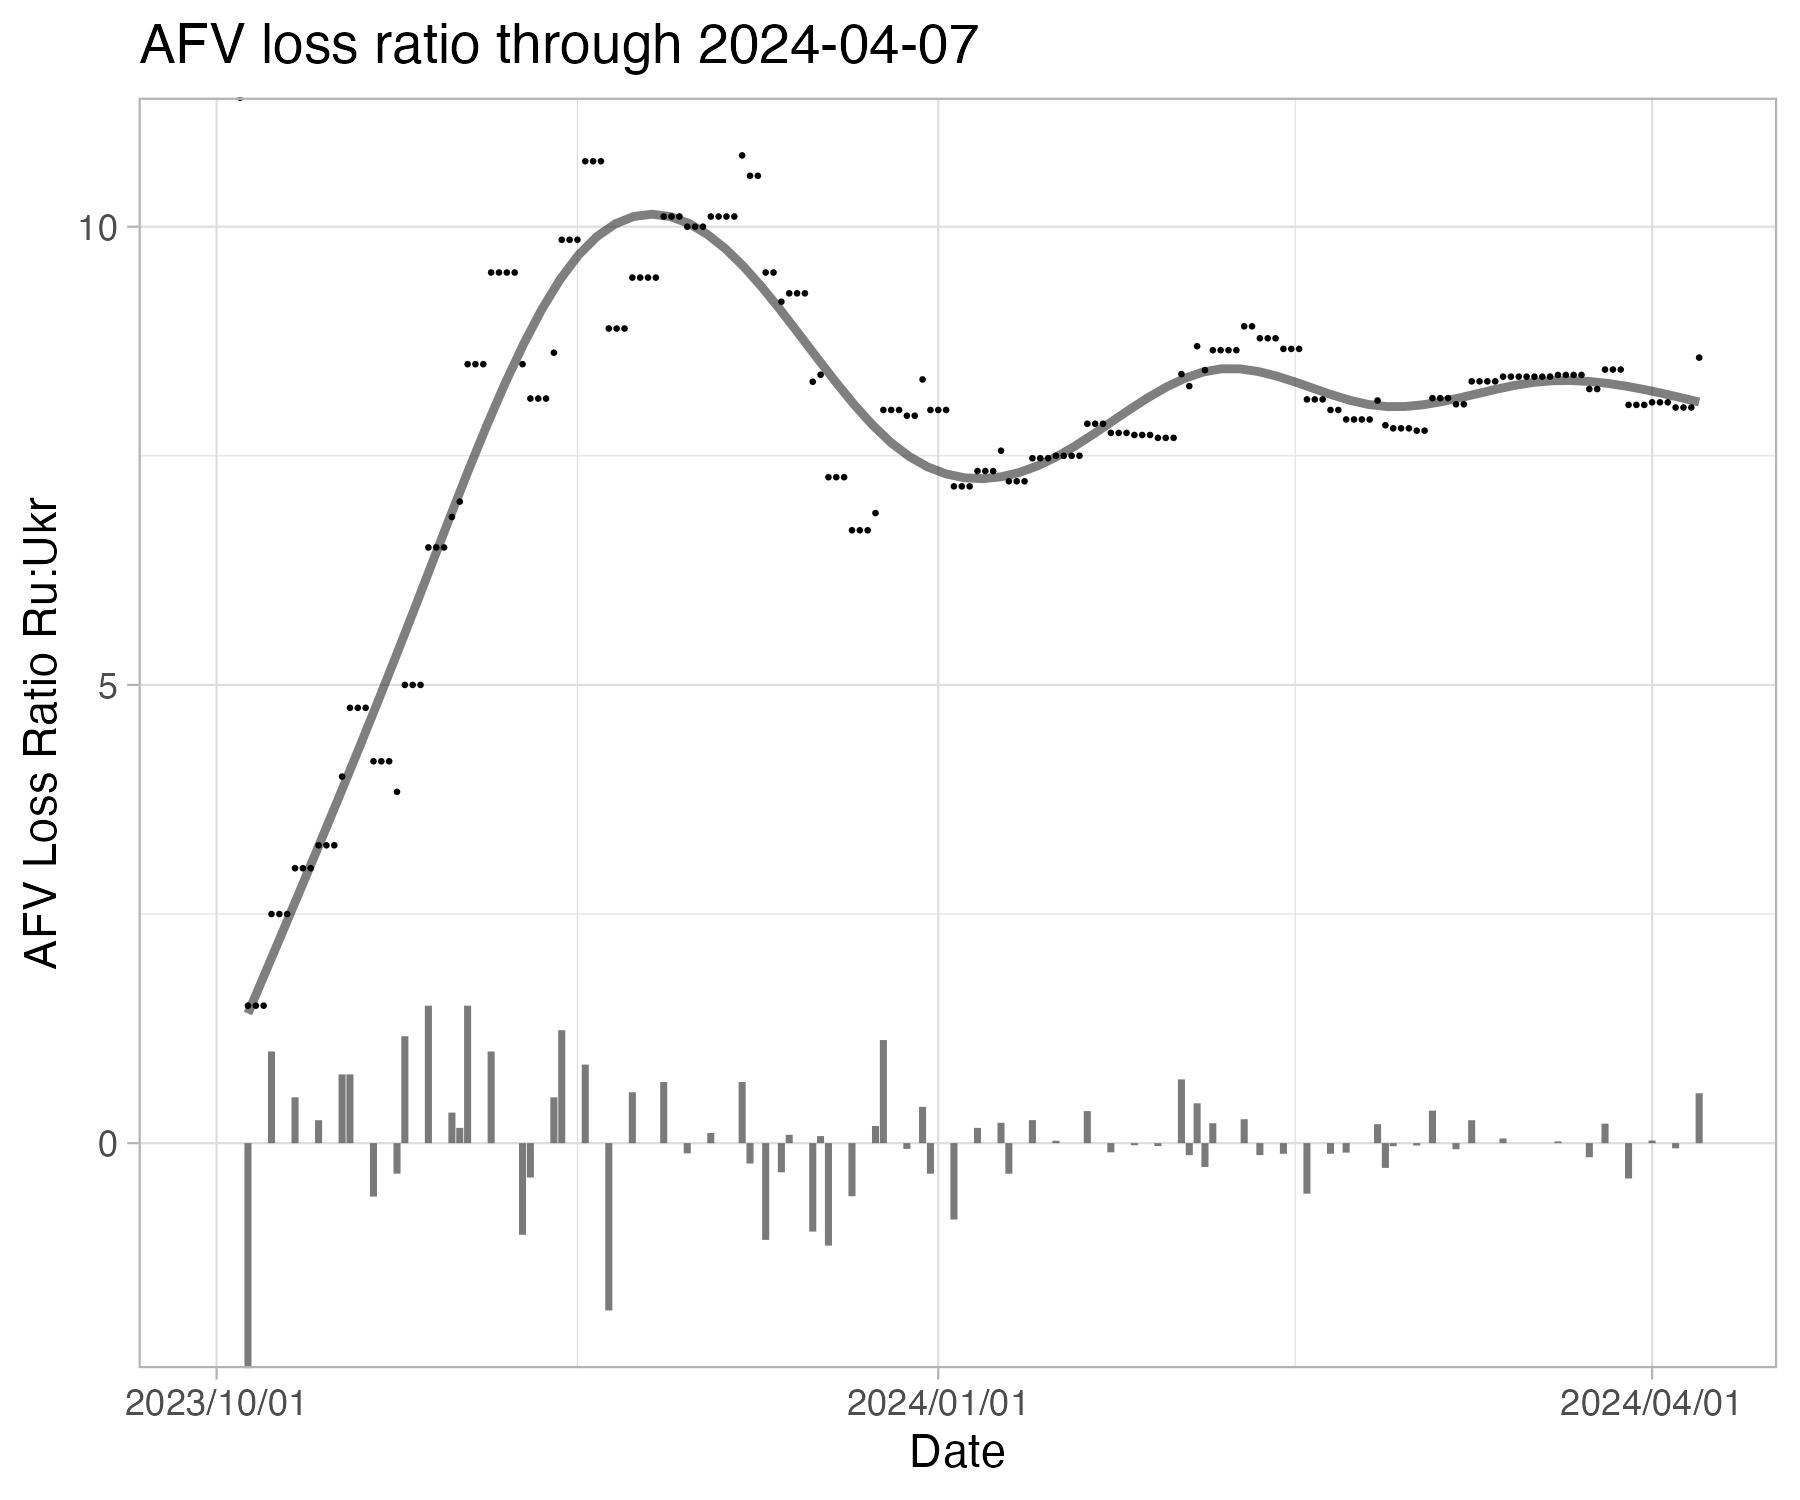 AFV loss ratio through 2024-04-07
AFV Loss Ratio Ru:Ukr
10
5
0
2023/10/01
2024/01/01
2024/04/01
Date